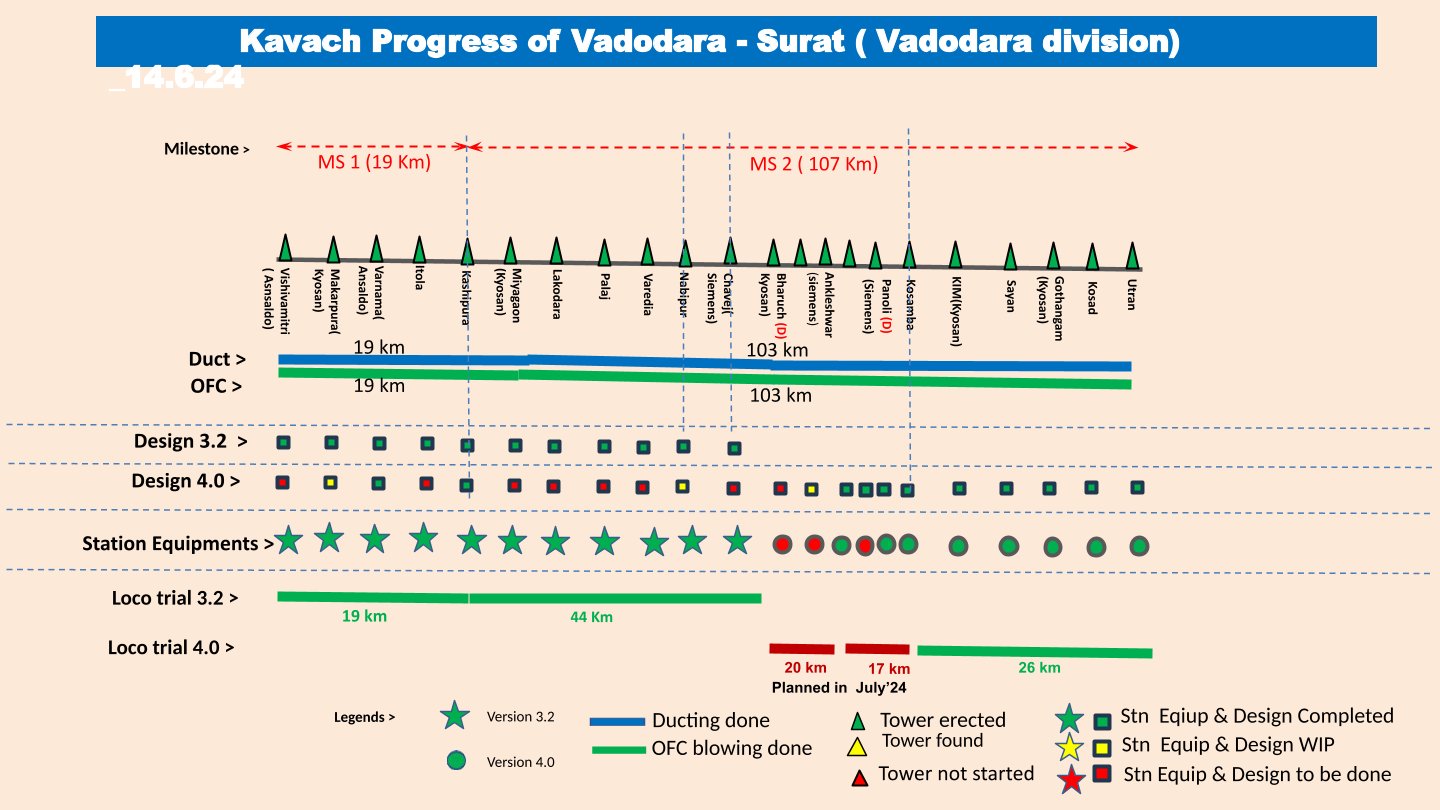 Kavach Progress of Vadodara - Surat ( Vadodara division)
_14.6.24
Milestone >
MS 1 (19 Km)
MS 2 ( 107 Km)
Vishivamitri
( Asnsaldo)
Makarpura(
Kyosan)
Varnama(
Ansaldo)
Itola
Kashipura
Miyagaon
(Kyosan)
Lakodara
Palaj
Varedia
Nabipur
Chavej(
Siemens)
Bharuch (D)
Kyosan)
Ankleshwar
(siemens)
Panoli (D)
(Siemens)
Kosamba
KIM(Kyosan)
Sayan
Gothangam
(Kyosan)
Kosad
Utran
Duct >
19 km
103 km
OFC >
19 km
103 km
Design 3.2 >
Design 4.0 >
Station Equipments >
Loco trial 3.2 >
19 km
44 Km
Loco trial 4.0 >
20 km
17 km
26 km
Planned in July’24
Legends >
Version 3.2
Version 4.0
Ducting done
OFC blowing done
Tower erected
Tower found
Tower not started
Stn Eqiup & Design Completed
Stn Equip & Design WIP
Stn Equip & Design to be done